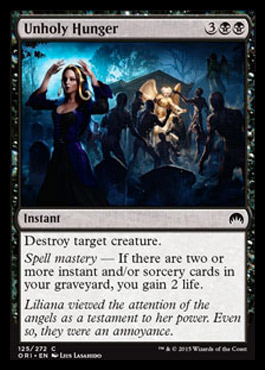 Unholy Hunger 3
Instant
Destroy target creature.
Spell mastery — If there are two or
more instant and/or sorcery cards in
your graveyard, you gain 2 life.
Liliana viewed the attention of the
angels as a testament to her power. Even
so, they were an annoyance.
125/272 C
ORI • EN LIUS LASAHIDO
™ & © 2015 Wizards of the Coast